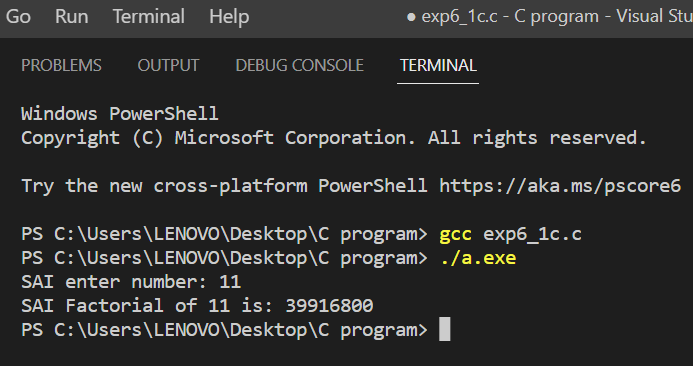 Go Run Terminal Help ● exp6_1c.c - C program - Visual Stu
PROBLEMS OUTPUT DEBUG CONSOLE TERMINAL
Windows PowerShell
Copyright (C) Microsoft Corporation. All rights reserved.
Try the new cross-platform PowerShell https://aka.ms/pscore6
PS C:\Users\LENOVO\Desktop\C program> gcc exp6_1c.c
PS C:\Users\LENOVO\Desktop\C program> ./a.exe
SAI enter number: 11
SAI Factorial of 11 is: 39916800
PS C:\Users\LENOVO\Desktop\C program>